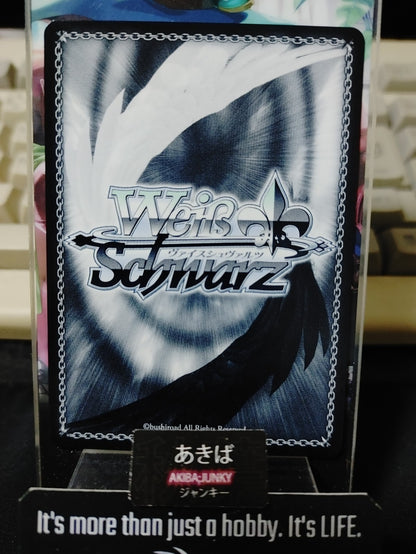 Weiß
ヴァイスシュヴァルツ
Schwarz
©bushiroad All Rights Reserved
あきば
AKIBA-JUNKY
ジャンキー
It's more than just a hobby. It's LIFE.